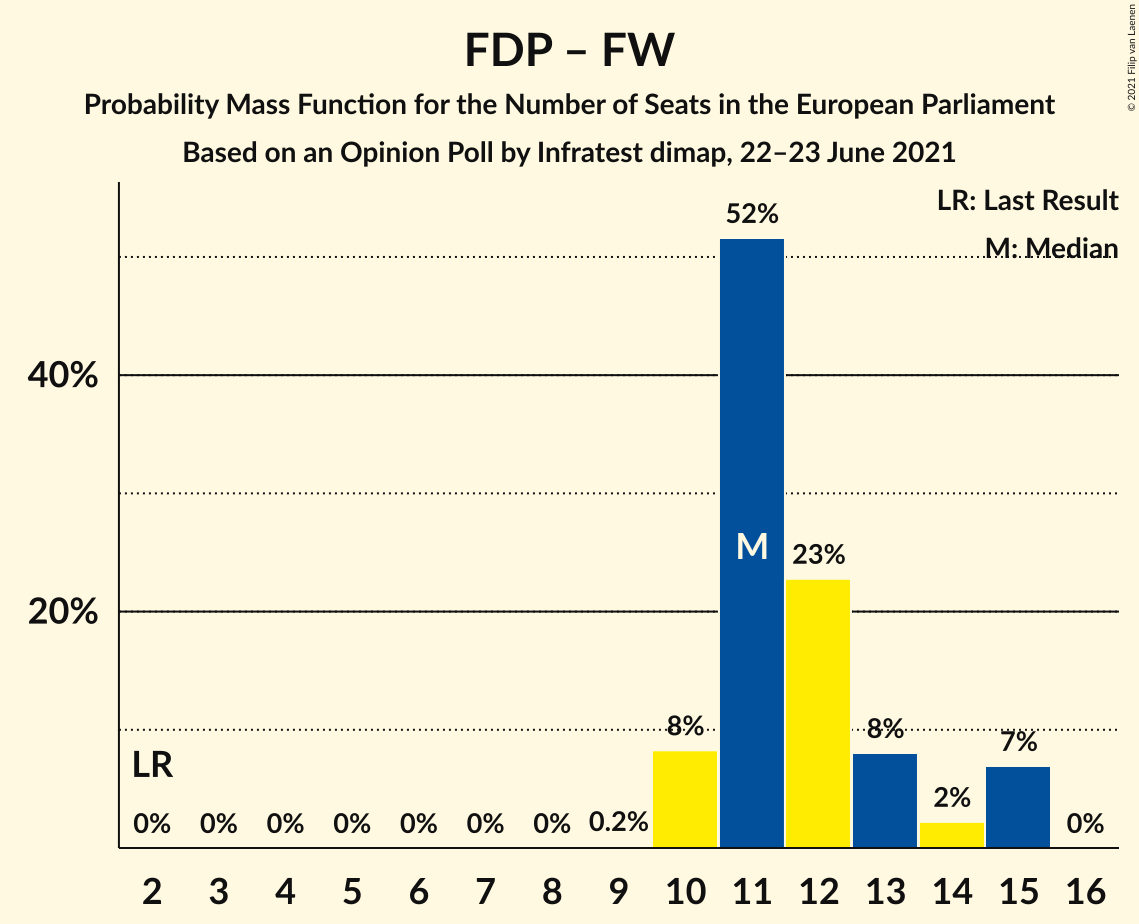 FDP – FW
Probability Mass Function for the Number of Seats in the European Parliament
Based on an Opinion Poll by Infratest dimap, 22–23 June 2021
© 2021 Filip van Laenen
LR: Last Result
M: Median
52%
40%
M
23%
20%
8%
8%
7%
LR
2%
0% 0% 0% 0% 0% 0% 0% 0.2% 0%
2 3 4 5 6 7 8 9 10 11 12 13 14 15 16